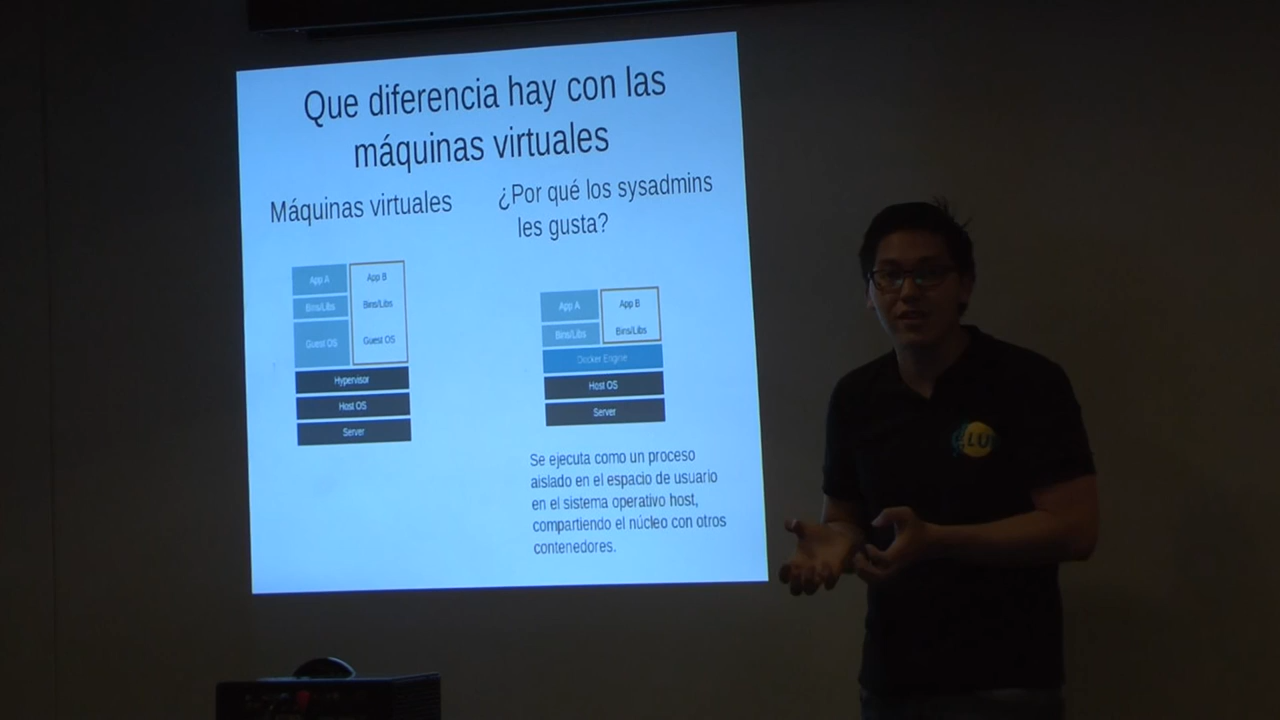 Que diferencia hay con las
máquinas virtuales
Máquinas virtuales
App A
App B
Bins/Libs
Bins/Libs
Guest OS
Guest OS
Hypervisor
Host OS
Server
¿Por qué los sysadmins
les gusta?
App A
App B
Bins/Libs
Bins/Libs
Docker Engine
Host OS
Server
Se ejecuta como un proceso
aislado en el espacio de usuario
en el sistema operativo host,
compartiendo el núcleo con otros
contenedores.